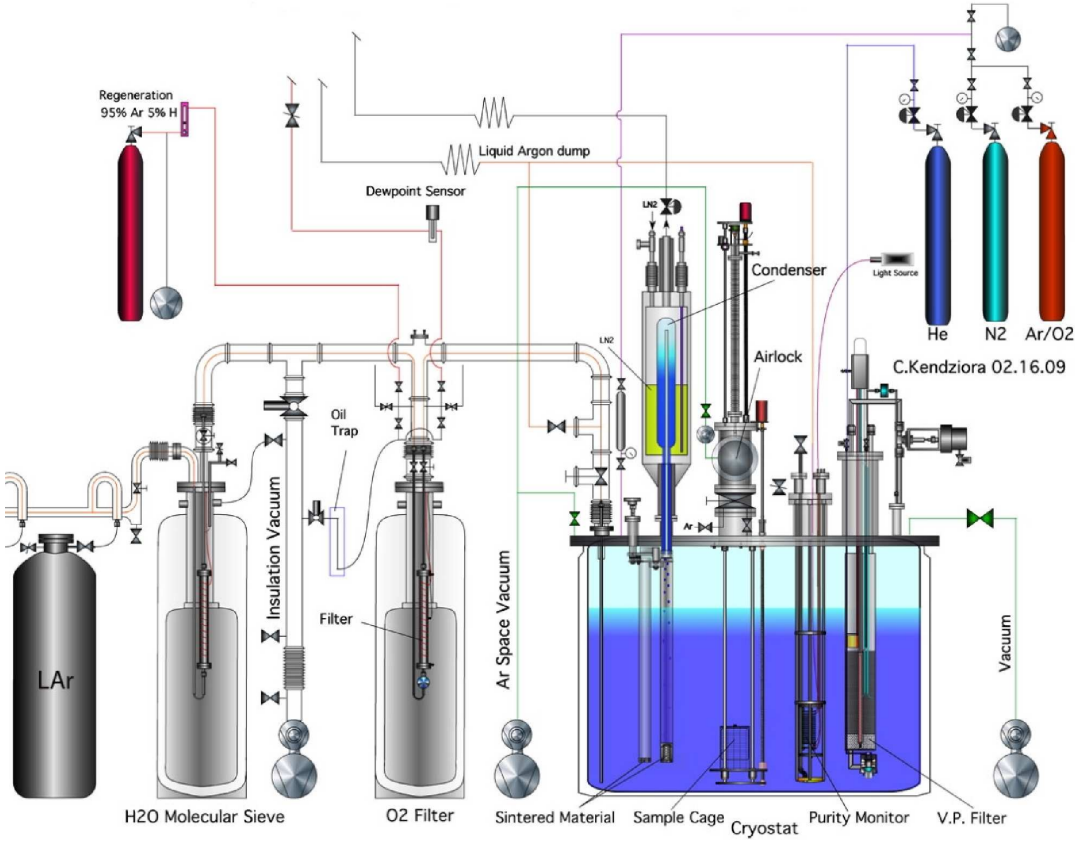 Regeneration
95% Ar 5% H
Liquid Argon dump
Dewpoint Sensor
LN2
Condenser
Light Source
He
N2
Ar/O2
C.Kendziora 02.16.09
LN2
Airlock
Oil
Trap
Insulation Vacuum
Ar
Filter
Ar Space Vacuum
Vacuum
LAr
H2O Molecular Sieve
O2 Filter
Sintered Material
Sample Cage
Cryostat
Purity Monitor
V.P. Filter